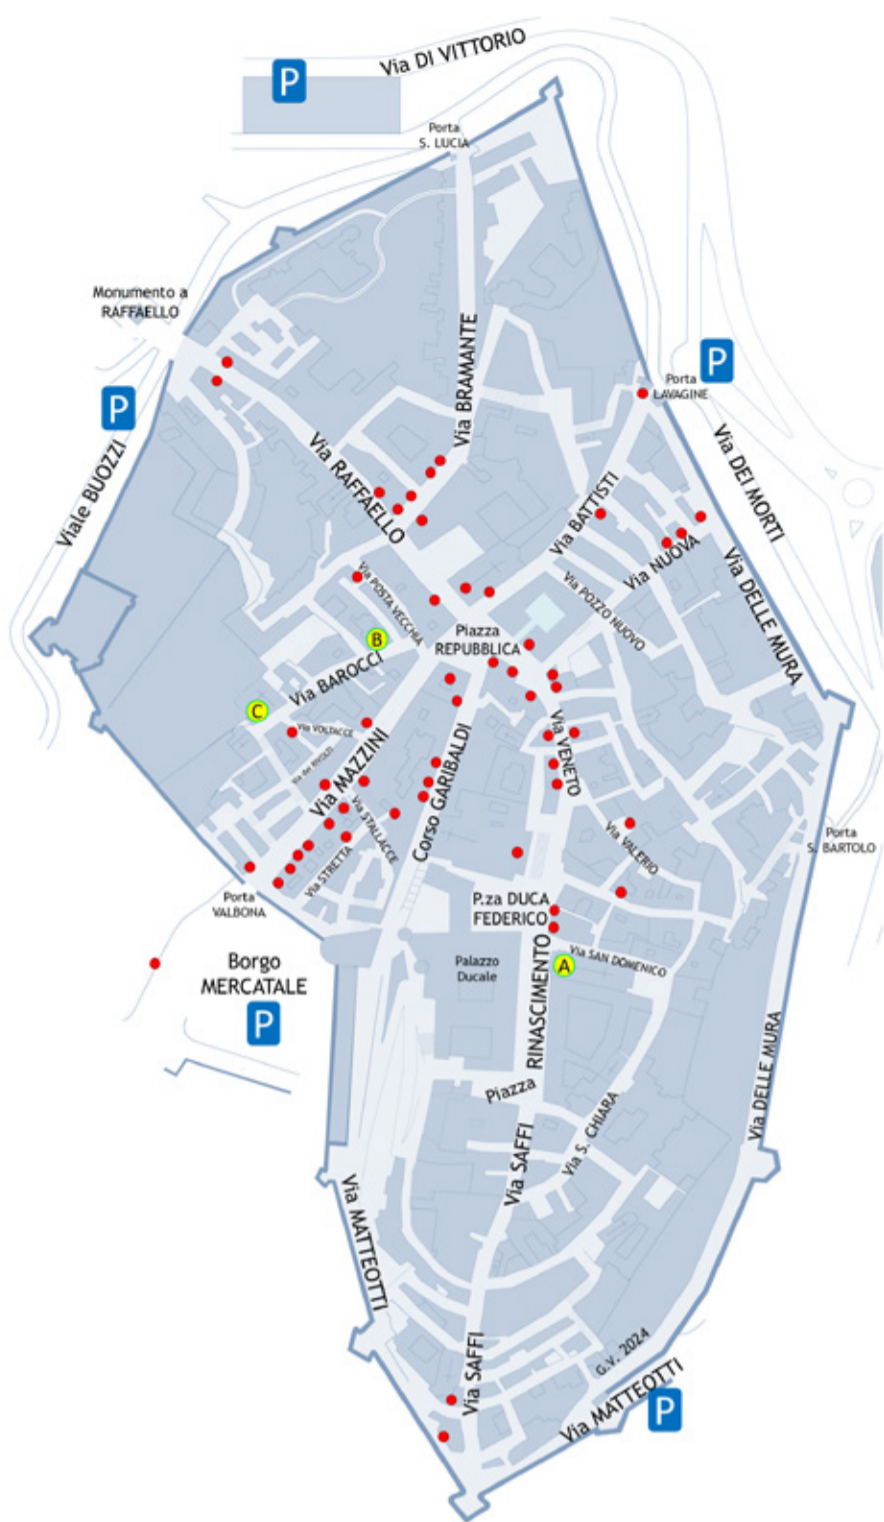 Via DI VITTORIO
P
Porta
S. LUCIA
Monumento a
RAFFAELLO
P
P
Porta
LAVAGINE
Via BRAMANTE
Via RAFFAELLO
Viale BUOZZI
Via DEI MORTI
Via BATTISTI
Via NUOVA
Via DELLE MURA
Via POSTA VECCHIA
Via POZZO NUOVO
Piazza
REPUBBLICA
B
Via BAROCCI
C
Via VOLTACCE
Via MAZZINI
Via VENETO
Corso GARIBALDI
Via STALLACCE
Via STRETTA
Via VALERIO
Porta
S. BARTOLO
Porta
VALBONA
P.za DUCA
FEDERICO
Borgo
MERCATALE
P
Palazzo
Ducale
A
Via SAN DOMENICO
RINASCIMENTO
Piazza
Via DELLE MURA
Via SAFFI
Via S. CHIARA
Via MATTEOTTI
Via SAFFI
G.V. 2024
Via MATTEOTTI
P